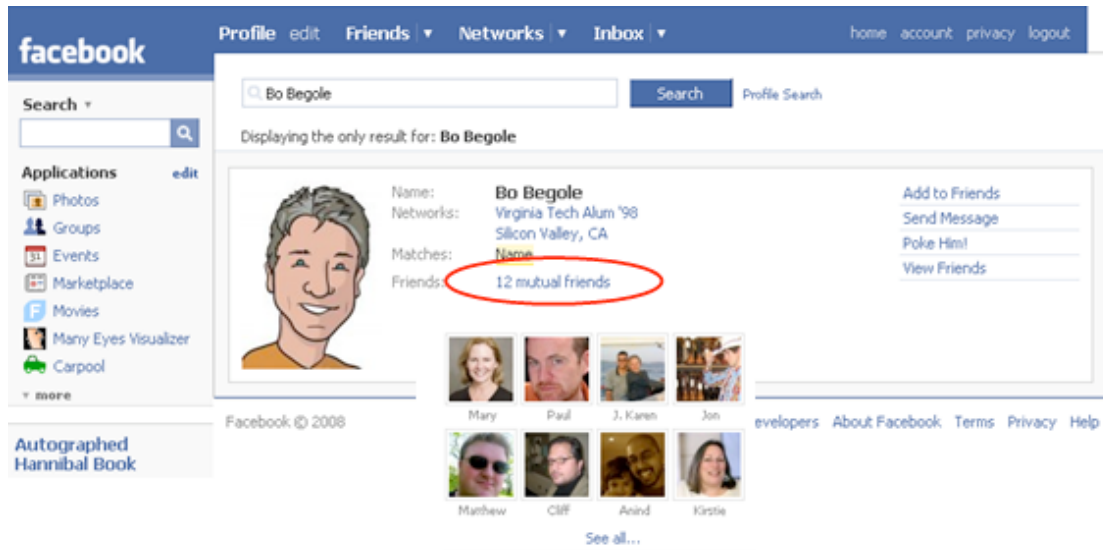 facebook
Profile edit Friends ▾ Networks ▾ Inbox ▾ home account privacy logout
Search ▾
Applications edit
Photos
Groups
31 Events
Marketplace
F Movies
Many Eyes Visualizer
Carpool
▾ more
Autographed
Hannibal Book
Bo Begole Search Profile Search
Displaying the only result for: Bo Begole
Name: Bo Begole
Networks: Virginia Tech Alum '98
Silicon Valley, CA
Matches: Name
Friends: 12 mutual friends
Add to Friends
Send Message
Poke Him!
View Friends
Mary Paul J. Karen Jon
Matthew Cliff Anind Kirstie
See all...
Facebook © 2008 evelopers About Facebook Terms Privacy Help